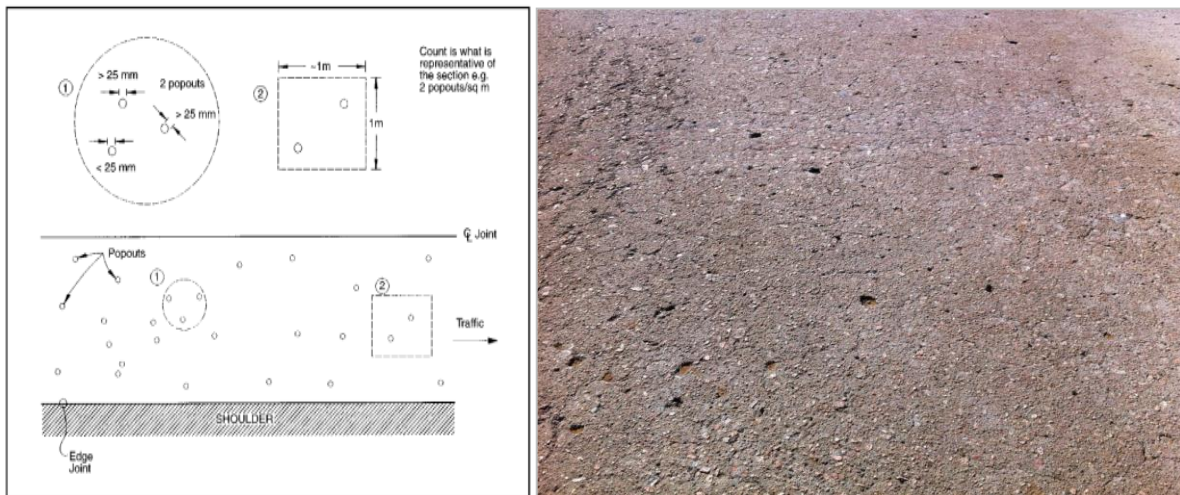 > 25 mm
2 popouts
①
> 25 mm
< 25 mm
~1m
②
1m
Count is what is
representative of
the section e.g.
2 popouts/sq m
℄ Joint
Popouts
①
②
Traffic
SHOULDER
Edge
Joint